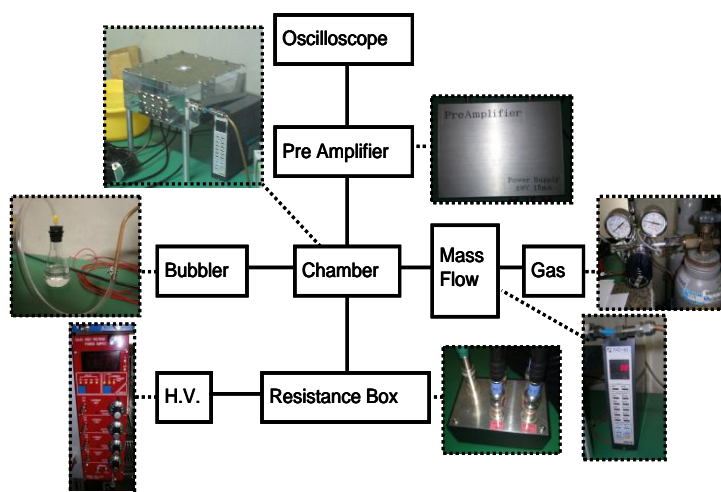 Oscilloscope
Pre Amplifier
PreAmplifier
Power Supply
Mass
Flow
Bubbler
Chamber
Gas
H.V.
Resistance Box